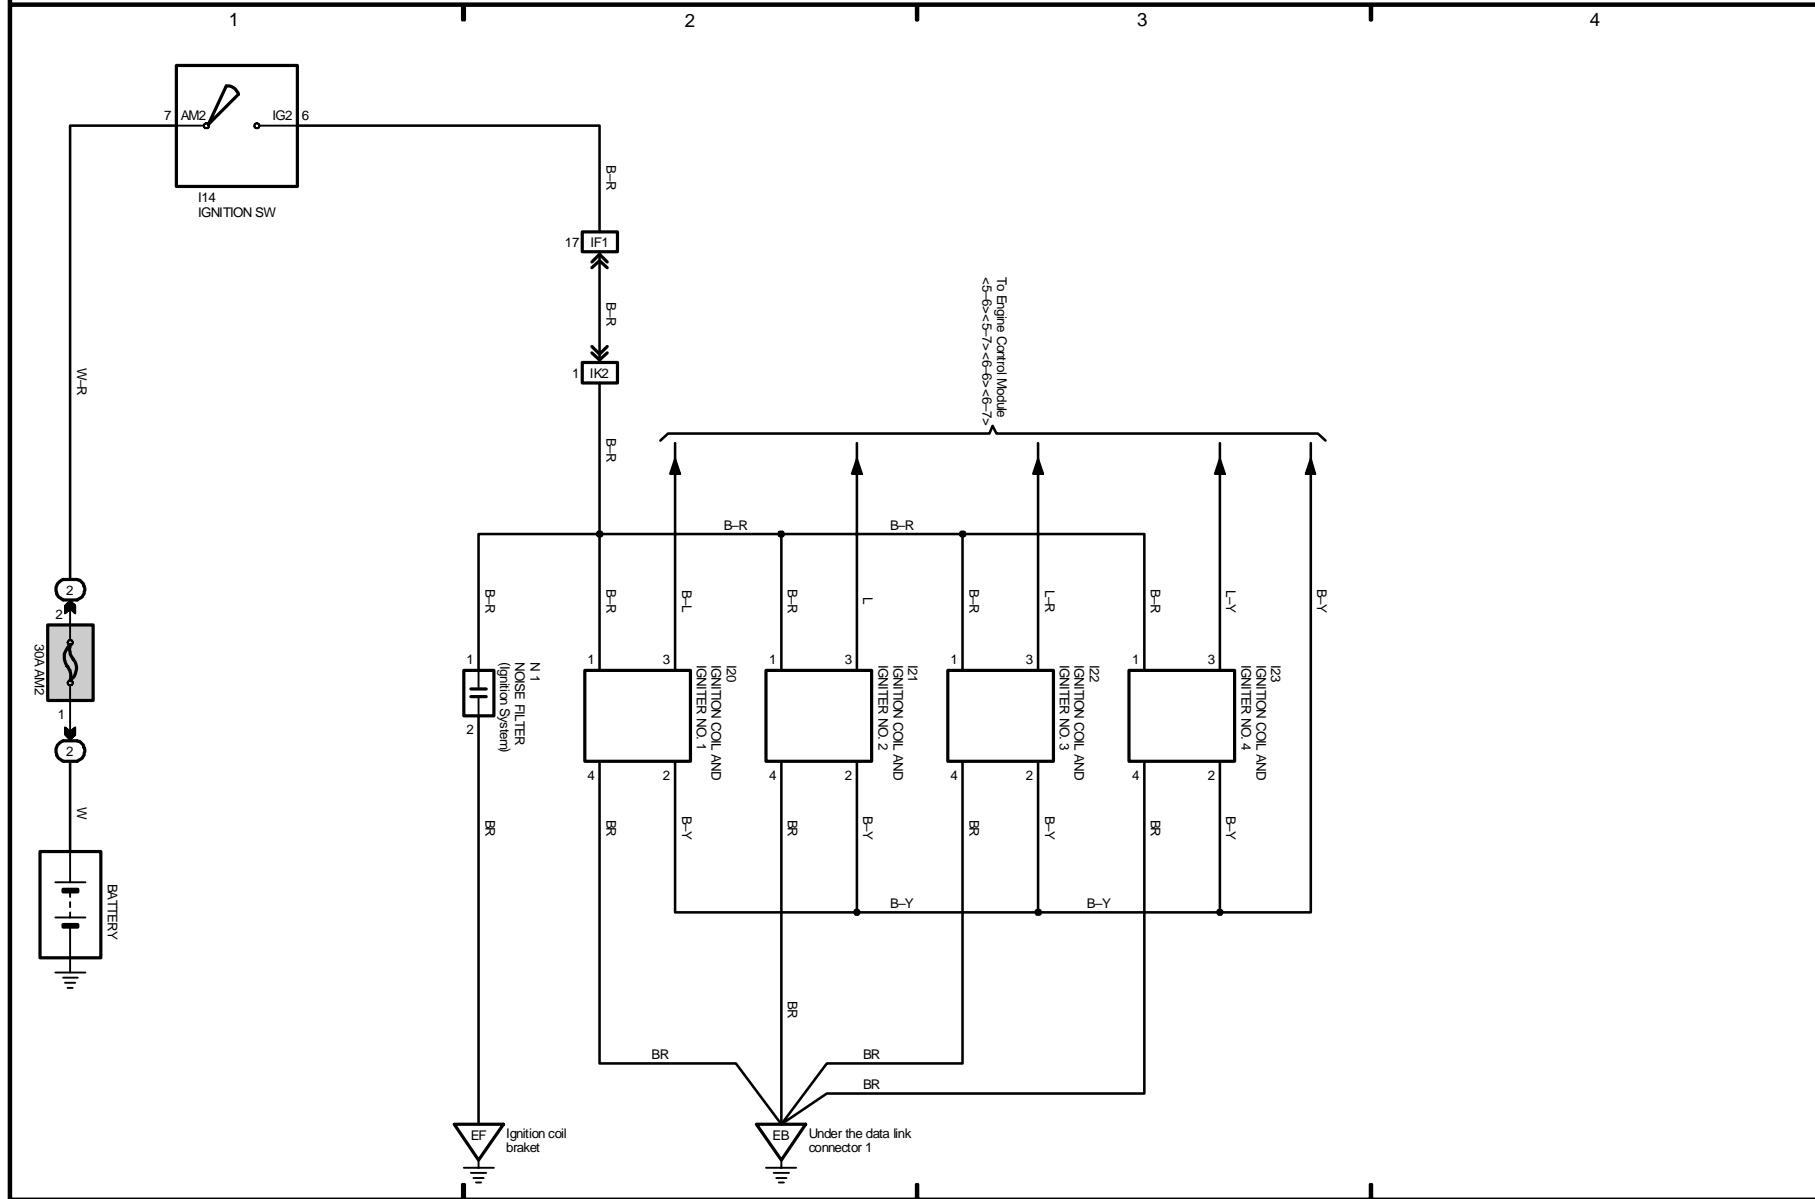 1
2
3
4
7
AM2
IG2
6
I14
IGNITION SW
B–R
17
IF1
B–R
1
IK2
B–R
W–R
To Engine Control Module
<5–6><5–7><6–6><6–7>
B–R
B–R
B–R
B–R
B–L
B–R
L
B–R
L–R
B–R
L–Y
B–Y
2
2
30A AM2
1
2
W
BATTERY
1
N 1
NOISE FILTER
(Ignition System)
2
BR
1
3
I20
IGNITION COIL AND
IGNITER NO. 1
4
2
BR
B–Y
1
3
I21
IGNITION COIL AND
IGNITER NO. 2
4
2
BR
B–Y
1
3
I22
IGNITION COIL AND
IGNITER NO. 3
4
2
BR
B–Y
1
3
I23
IGNITION COIL AND
IGNITER NO. 4
4
2
BR
B–Y
B–Y
B–Y
BR
BR
BR
BR
EF
Ignition coil
braket
EB
Under the data link
connector 1